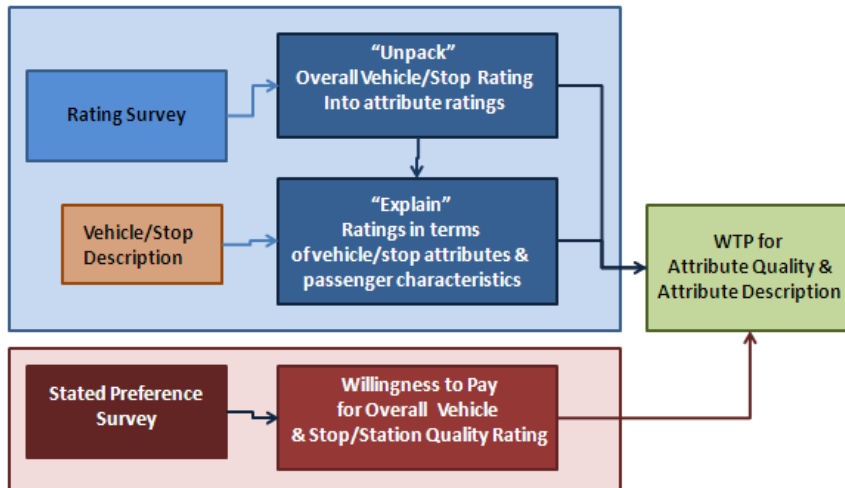 “Unpack”
Overall Vehicle/Stop Rating
Into attribute ratings
Rating Survey
“Explain”
Ratings in terms
of vehicle/stop attributes &
passenger characteristics
Vehicle/Stop
Description
WTP for
Attribute Quality &
Attribute Description
Stated Preference
Survey
Willingness to Pay
for Overall Vehicle
& Stop/Station Quality Rating